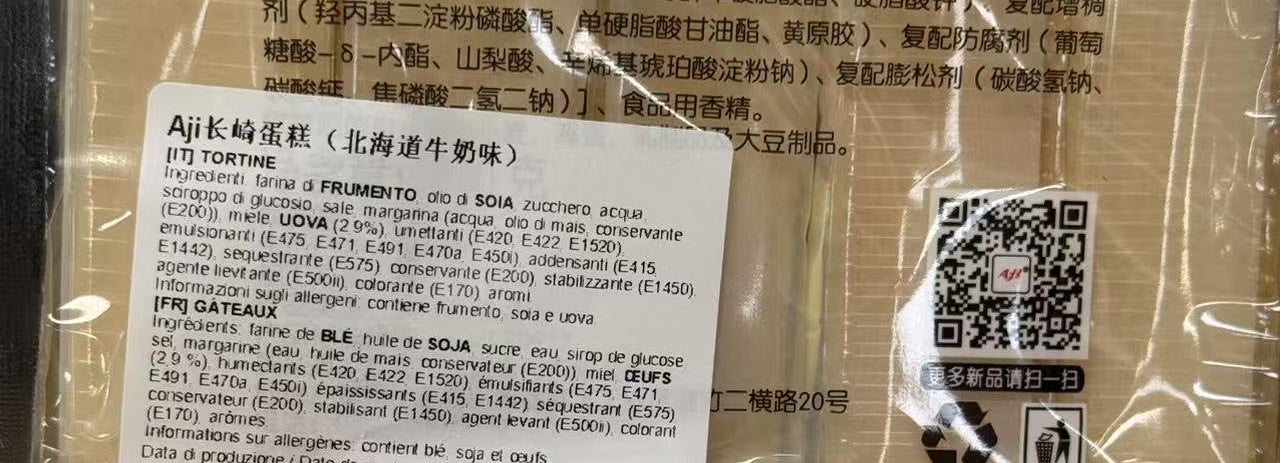 剂（羟丙基二淀粉磷酸酯、单硬脂酸甘油酯、黄原胶）、复配防腐剂（葡萄
糖酸-δ-内酯、山梨酸、辛烯基琥珀酸淀粉钠）、复配膨松剂（碳酸氢钠、
碳酸钙、焦磷酸二氢二钠）]、食品用香精。
及大豆制品。
Aji长崎蛋糕（北海道牛奶味）
[IT] TORTINE
Ingredienti: farina di FRUMENTO, olio di SOIA, zucchero, acqua,
sciroppo di glucosio, sale, margarina (acqua, olio di mais, conservante
(E200)), miele, UOVA (2,9%), umettanti (E420, E422, E1520),
emulsionanti (E475, E471, E491, E470a, E450i), addensanti (E415,
E1442), sequestrante (E575), conservante (E200), stabilizzante (E1450),
agente lievitante (E500ii), colorante (E170), aromi.
Informazioni sugli allergeni: contiene frumento, soia e uova.
[FR] GÂTEAUX
Ingrédients: farine de BLÉ, huile de SOJA, sucre, eau, sirop de glucose,
sel, margarine (eau, huile de maïs, conservateur (E200)), miel, ŒUFS
(2,9 %), humectants (E420, E422, E1520), émulsifiants (E475, E471,
E491, E470a, E450i), épaississants (E415, E1442), séquestrant (E575),
conservateur (E200), stabilisant (E1450), agent levant (E500ii), colorant
(E170), arômes.
Informations sur allergènes: contient blé, soja et œufs.
Data di produzione / Date de
Aji
更多新品请扫一扫
二横路20号